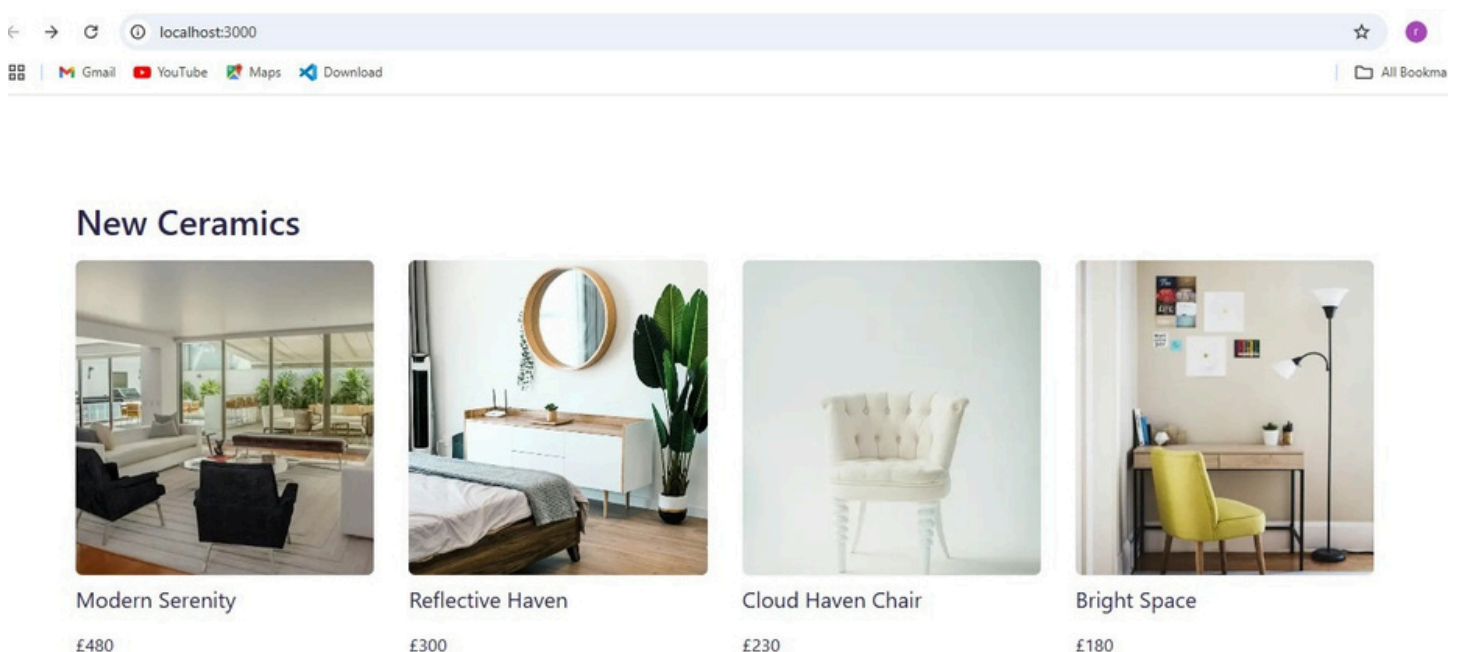 localhost:3000
r
Gmail YouTube Maps Download All Bookma
New Ceramics
Modern Serenity Reflective Haven Cloud Haven Chair Bright Space
£480 £300 £230 £180